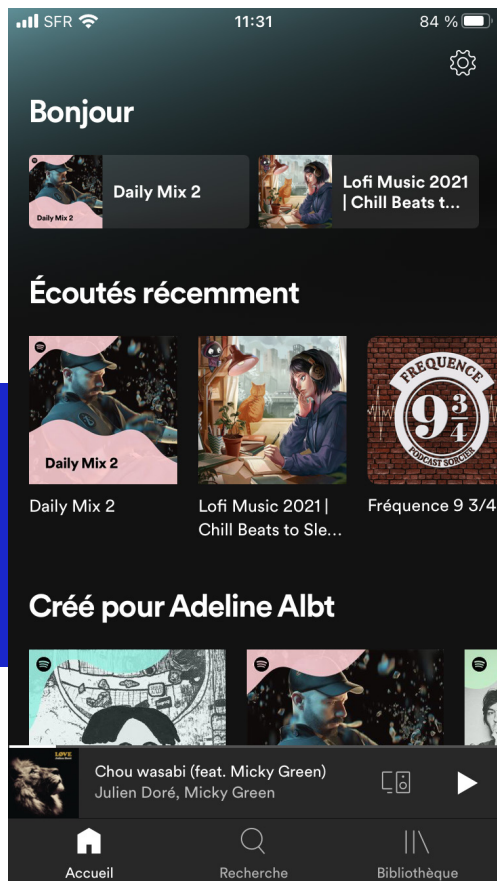 SFR 11:31 84 %
Bonjour
Daily Mix 2
Daily Mix 2
Lofi Music 2021
| Chill Beats t...
Écoutés récemment
Daily Mix 2
FREQUENCE
9 3/4
PODCAST SORCIER
Daily Mix 2
Lofi Music 2021 |
Chill Beats to Sle...
Fréquence 9 3/4
Créé pour Adeline Albt
LOVE
Chou wasabi (feat. Micky Green)
Julien Doré, Micky Green
Accueil Recherche Bibliothèque